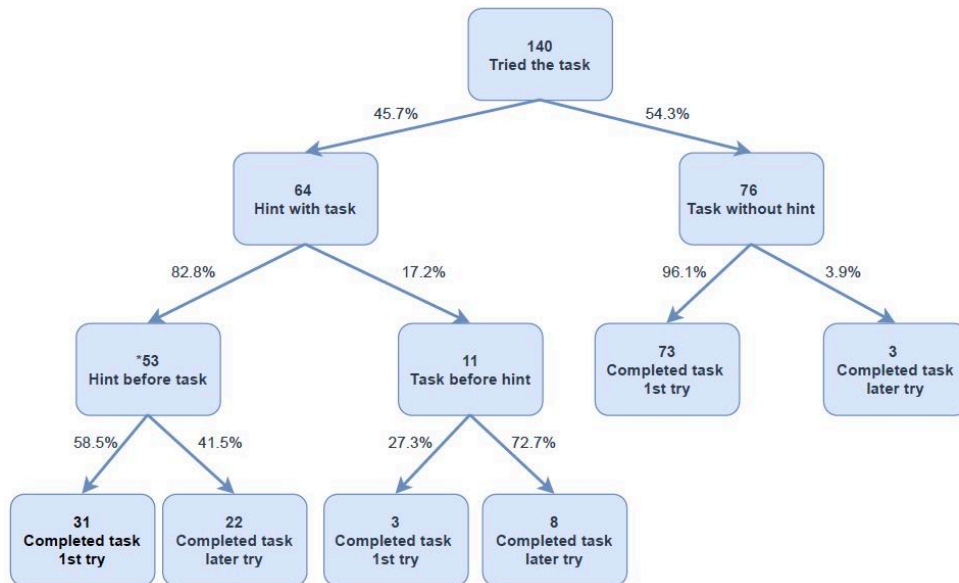 140
Tried the task
45.7%
54.3%
64
Hint with task
76
Task without hint
82.8%
17.2%
96.1%
3.9%
*53
Hint before task
11
Task before hint
73
Completed task
1st try
3
Completed task
later try
58.5%
41.5%
27.3%
72.7%
31
Completed task
1st try
22
Completed task
later try
3
Completed task
1st try
8
Completed task
later try